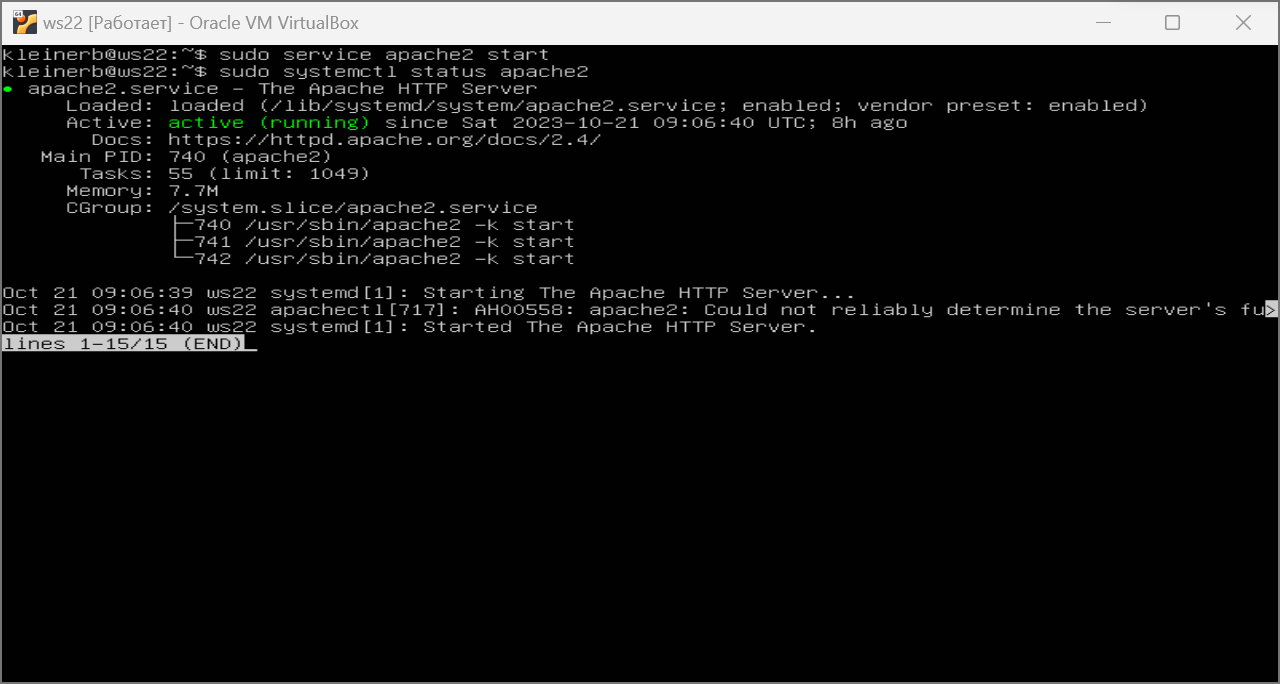 64
ws22 [Работает] - Oracle VM VirtualBox
kleinerb@ws22:~$ sudo service apache2 start
kleinerb@ws22:~$ sudo systemctl status apache2
● apache2.service - The Apache HTTP Server
     Loaded: loaded (/lib/systemd/system/apache2.service; enabled; vendor preset: enabled)
     Active: active (running) since Sat 2023-10-21 09:06:40 UTC; 8h ago
       Docs: https://httpd.apache.org/docs/2.4/
   Main PID: 740 (apache2)
      Tasks: 55 (limit: 1049)
     Memory: 7.7M
     CGroup: /system.slice/apache2.service
             ├─740 /usr/sbin/apache2 -k start
             ├─741 /usr/sbin/apache2 -k start
             └─742 /usr/sbin/apache2 -k start
Oct 21 09:06:39 ws22 systemd[1]: Starting The Apache HTTP Server...
Oct 21 09:06:40 ws22 apachectl[717]: AH00558: apache2: Could not reliably determine the server's fu>
Oct 21 09:06:40 ws22 systemd[1]: Started The Apache HTTP Server.
lines 1-15/15 (END)